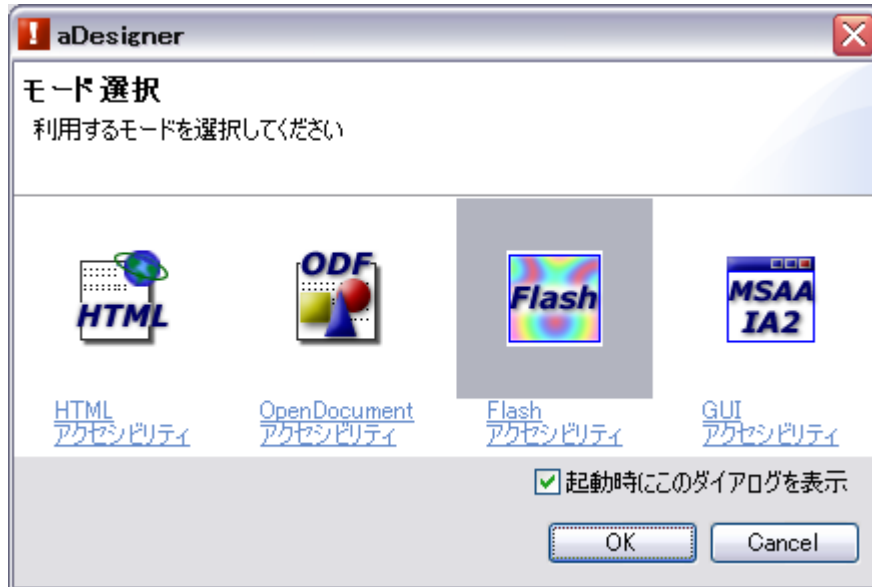 aDesigner
モード選択
利用するモードを選択してください
HTML
ODF
Flash
MSAA
IA2
HTML
アクセシビリティ
OpenDocument
アクセシビリティ
Flash
アクセシビリティ
GUI
アクセシビリティ
起動時にこのダイアログを表示
OK
Cancel